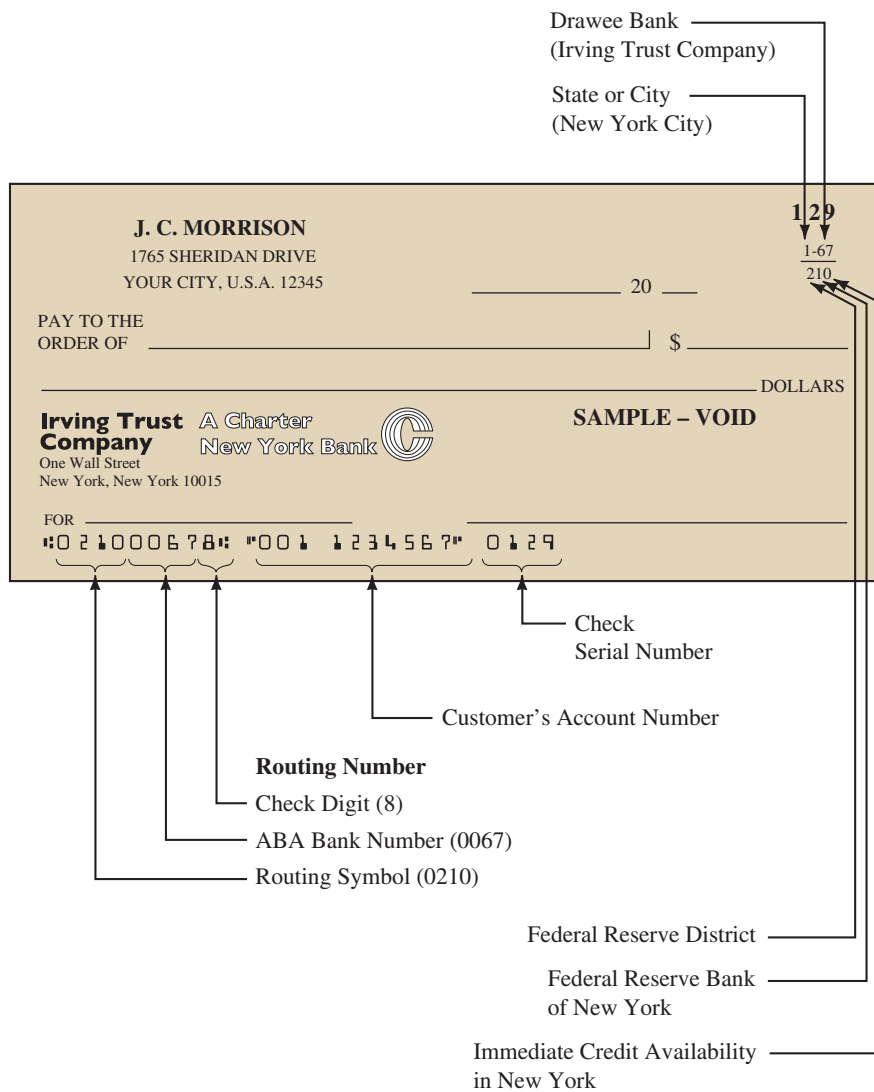 Drawee Bank
(Irving Trust Company)
State or City
(New York City)
129
J. C. MORRISON
1765 SHERIDAN DRIVE
YOUR CITY, U.S.A. 12345
1-67
210
20
PAY TO THE
ORDER OF
$
DOLLARS
Irving Trust
Company
A Charter
New York Bank
SAMPLE – VOID
One Wall Street
New York, New York 10015
FOR
⑆021000678⑆ ⑈001 1234567⑈ 0129
Check
Serial Number
Customer’s Account Number
Routing Number
Check Digit (8)
ABA Bank Number (0067)
Routing Symbol (0210)
Federal Reserve District
Federal Reserve Bank
of New York
Immediate Credit Availability
in New York